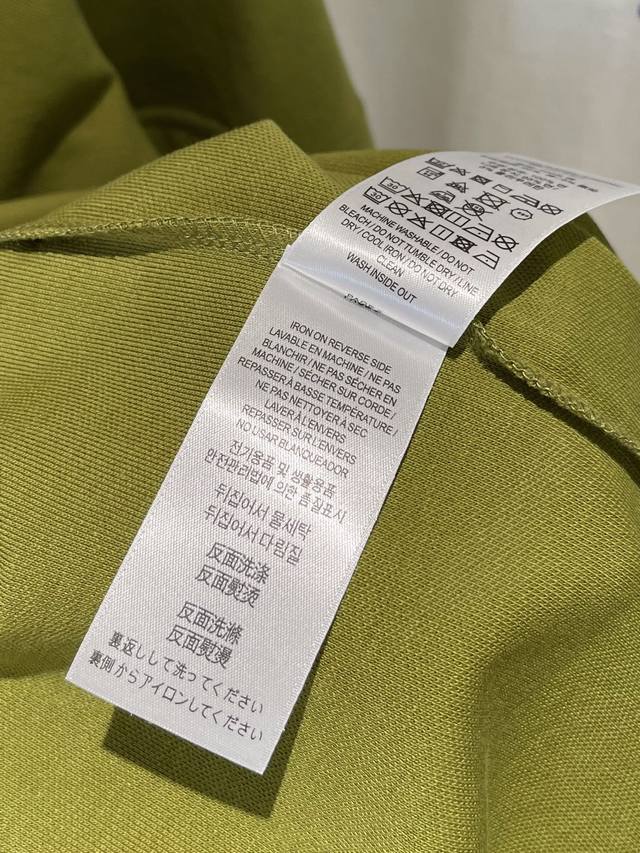 MACHINE WASHABLE / DO NOT
BLEACH / DO NOT TUMBLE DRY / LINE
DRY / COOL IRON / DO NOT DRY
CLEAN
WASH INSIDE OUT
IRON ON REVERSE SIDE
LAVABLE EN MACHINE / NE PAS
BLANCHIR / NE PAS SÉCHER EN
MACHINE / SÉCHER SUR CORDE /
REPASSER À BASSE TEMPÉRATURE /
NE PAS NETTOYER À SEC
LAVER À L'ENVERS
REPASSER SUR L'ENVERS
NO USAR BLANQUEADOR
전기용품 및 생활용품
안전관리법에 의한 품질표시
뒤집어서 물세탁
뒤집어서 다림질
反面洗涤
反面熨烫
反面洗滌
反面熨燙
裏返しして洗ってください
裏側からアイロンしてください